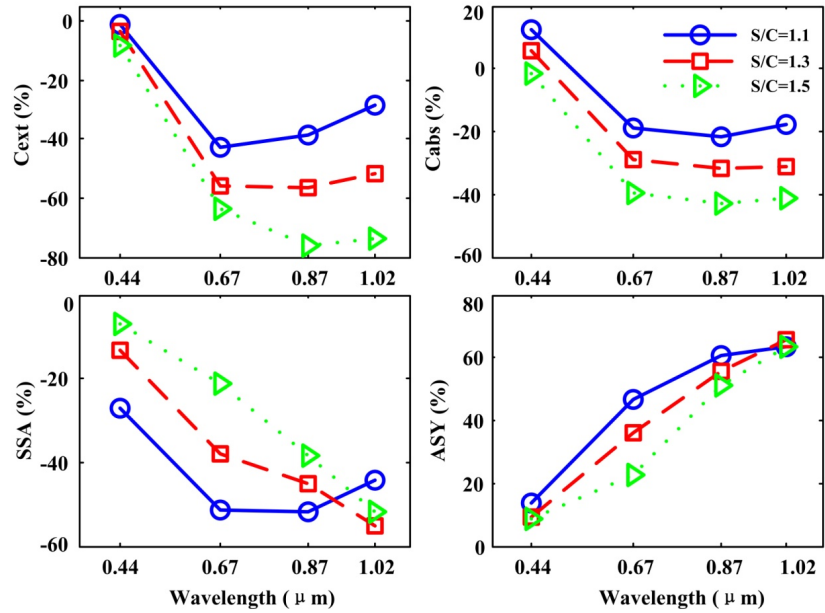 Cext (%)
0
-20
-40
-60
-80
0.44 0.67 0.87 1.02
Cabs (%)
20
0
-20
-40
-60
0.44 0.67 0.87 1.02
S/C=1.1
S/C=1.3
S/C=1.5
SSA (%)
0
-20
-40
-60
0.44 0.67 0.87 1.02
Wavelength (μm)
ASY (%)
80
60
40
20
0
0.44 0.67 0.87 1.02
Wavelength (μm)